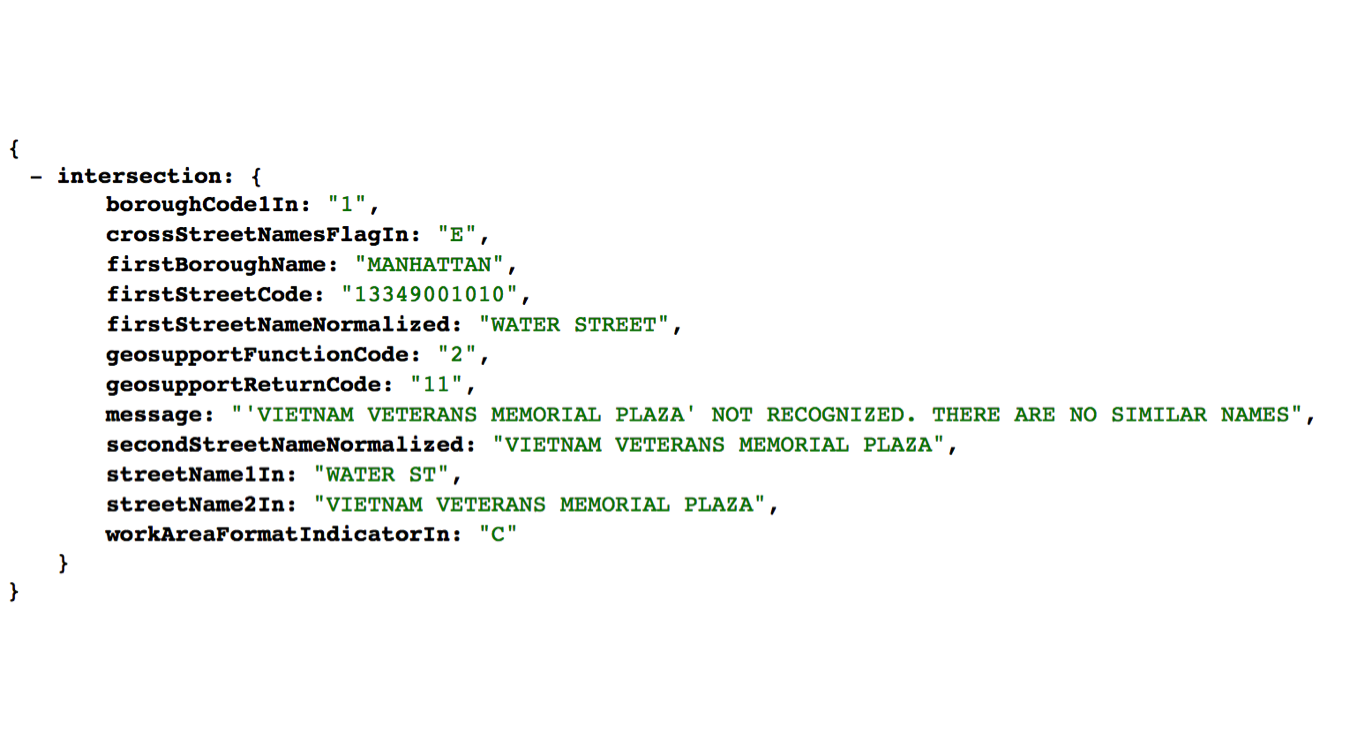 {
- intersection: {
boroughCode1In: "1",
crossStreetNamesFlagIn: "E",
firstBoroughName: "MANHATTAN",
firstStreetCode: "13349001010",
firstStreetNameNormalized: "WATER STREET",
geosupportFunctionCode: "2",
geosupportReturnCode: "11",
message: "'VIETNAM VETERANS MEMORIAL PLAZA' NOT RECOGNIZED. THERE ARE NO SIMILAR NAMES",
secondStreetNameNormalized: "VIETNAM VETERANS MEMORIAL PLAZA",
streetName1In: "WATER ST",
streetName2In: "VIETNAM VETERANS MEMORIAL PLAZA",
workAreaFormatIndicatorIn: "C"
}
}